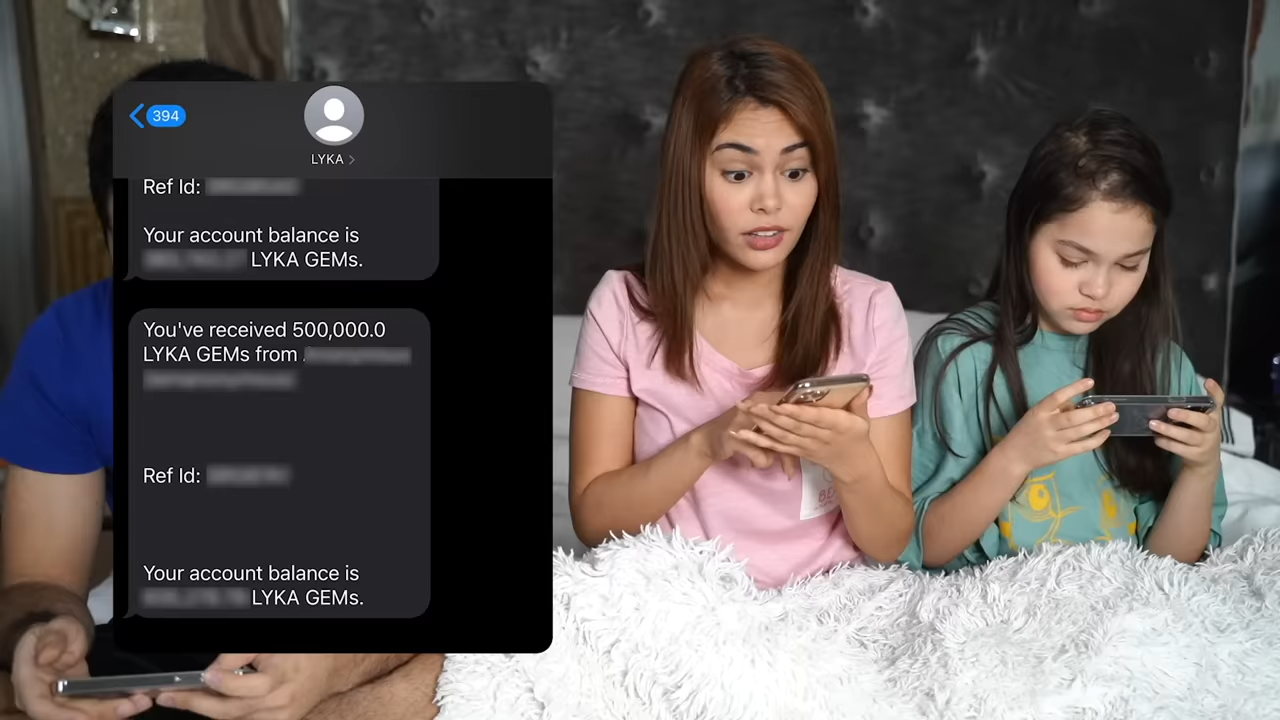 394
LYKA >
Ref Id:
Your account balance is
LYKA GEMs.
You've received 500,000.0
LYKA GEMs from
Ref Id:
Your account balance is
LYKA GEMs.